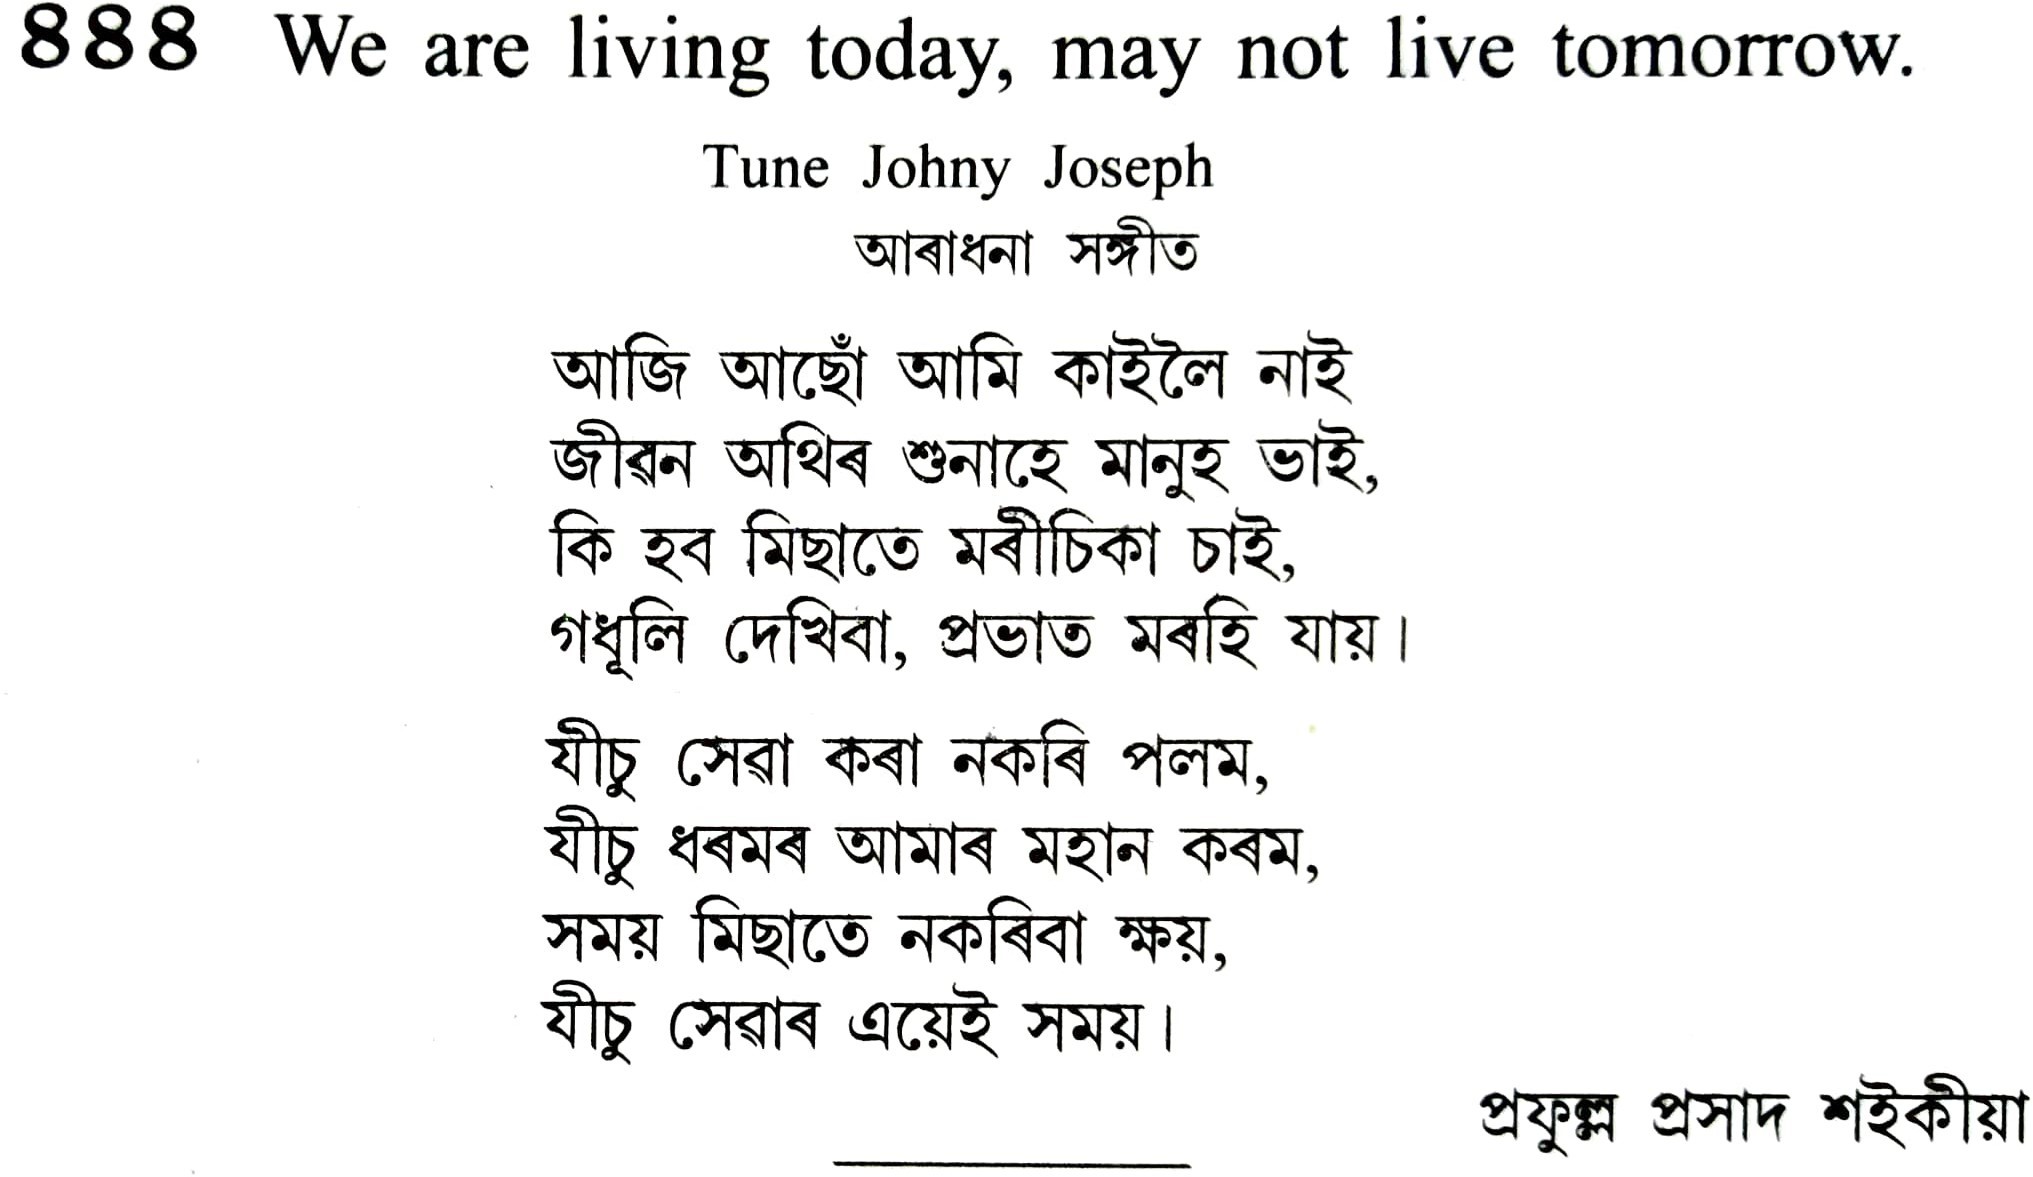 888 We are living today, may not live tomorrow.
Tune Johny Joseph
আৰাধনা সঙ্গীত
আজি আছোঁ আমি কাইলৈ নাই
জীৱন অথিৰ শুনাহে মানুহ ভাই,
কি হব মিছাতে মৰীচিকা চাই,
গধূলি দেখিবা, প্ৰভাত মৰহি যায়।
যীচু সেৱা কৰা নকৰি পলম,
যীচু ধৰমৰ আমাৰ মহান কৰম,
সময় মিছাতে নকৰিবা ক্ষয়,
যীচু সেৱাৰ এয়েই সময়।
প্ৰফুল্ল প্ৰসাদ শইকীয়া